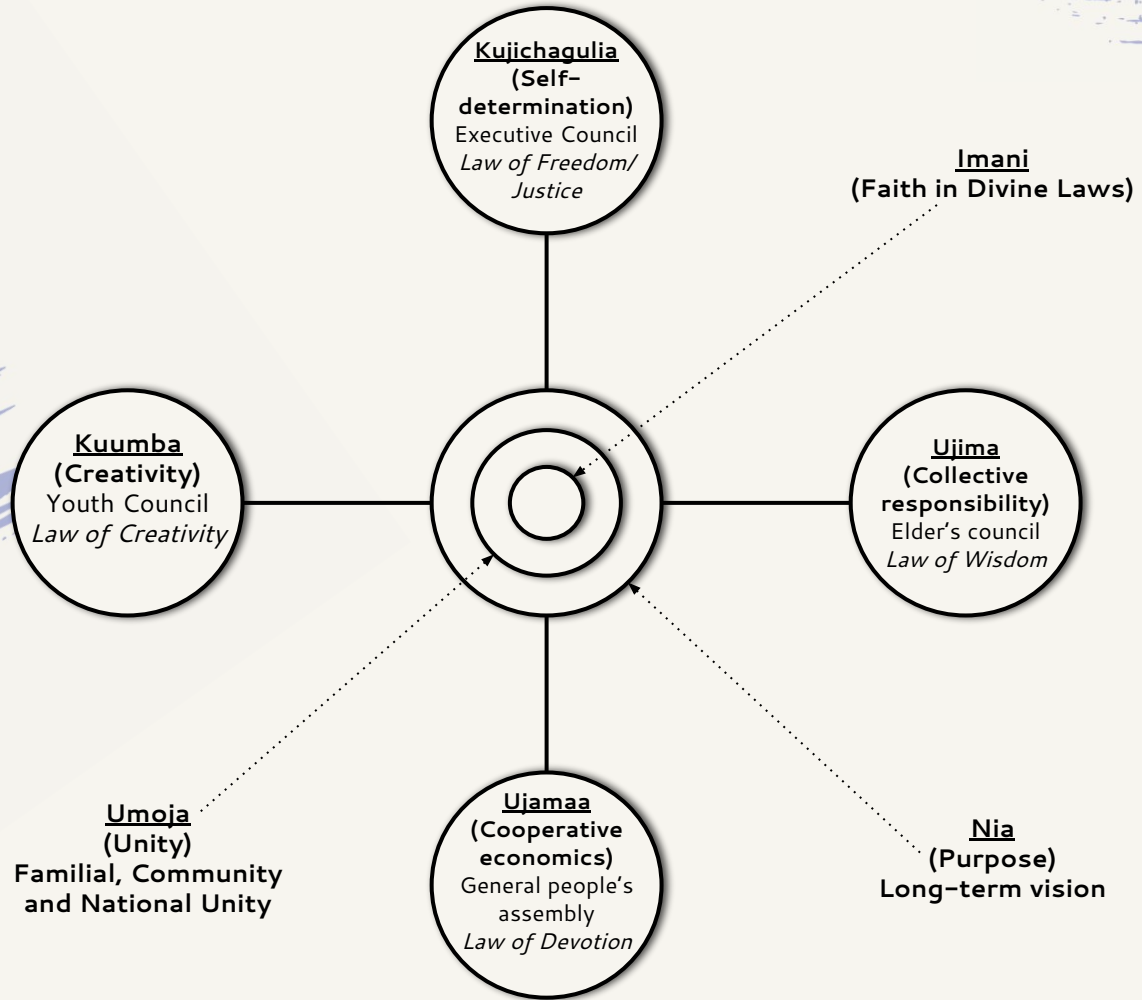 Kujichagulia
(Self-
determination)
Executive Council
Law of Freedom/
Justice
Imani
(Faith in Divine Laws)
Kuumba
(Creativity)
Youth Council
Law of Creativity
Ujima
(Collective
responsibility)
Elder's council
Law of Wisdom
Umoja
(Unity)
Familial, Community
and National Unity
Ujamaa
(Cooperative
economics)
General people's
assembly
Law of Devotion
Nia
(Purpose)
Long-term vision